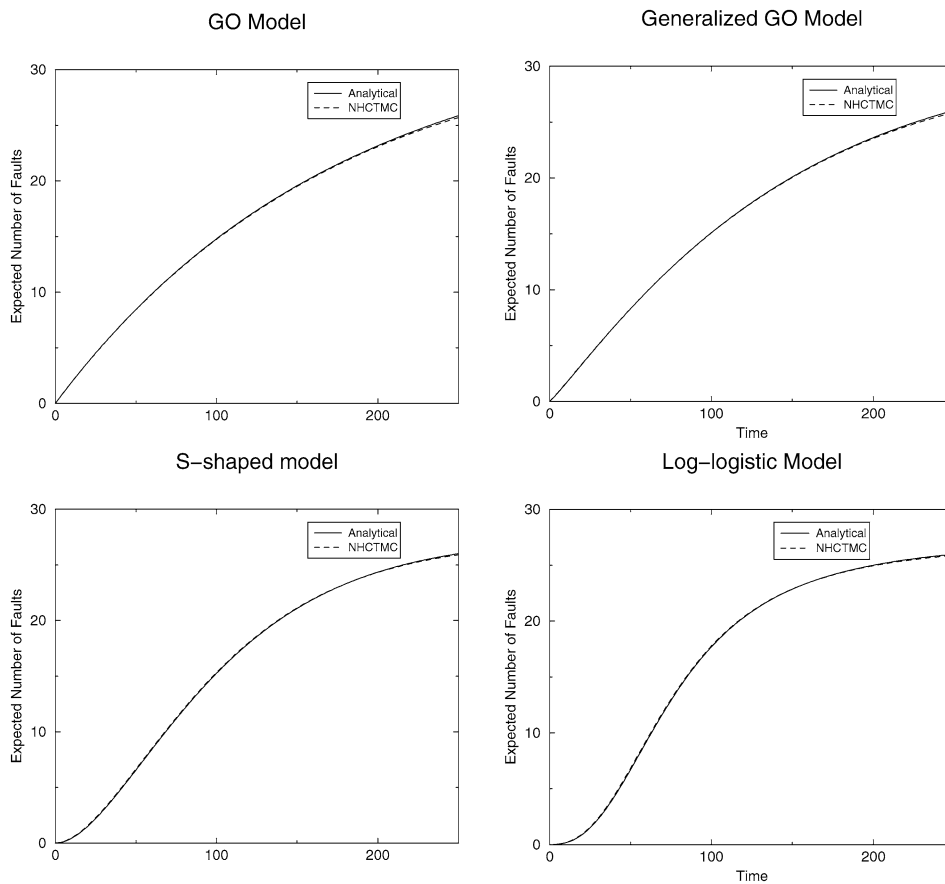 GO Model
30
20
10
0
0
100
200
Expected Number of Faults
Analytical
NHCTMC
Generalized GO Model
30
20
10
0
0
100
200
Expected Number of Faults
Time
Analytical
NHCTMC
S-shaped model
30
20
10
0
0
100
200
Expected Number of Faults
Analytical
NHCTMC
Log-logistic Model
30
20
10
0
0
100
200
Expected Number of Faults
Time
Analytical
NHCTMC